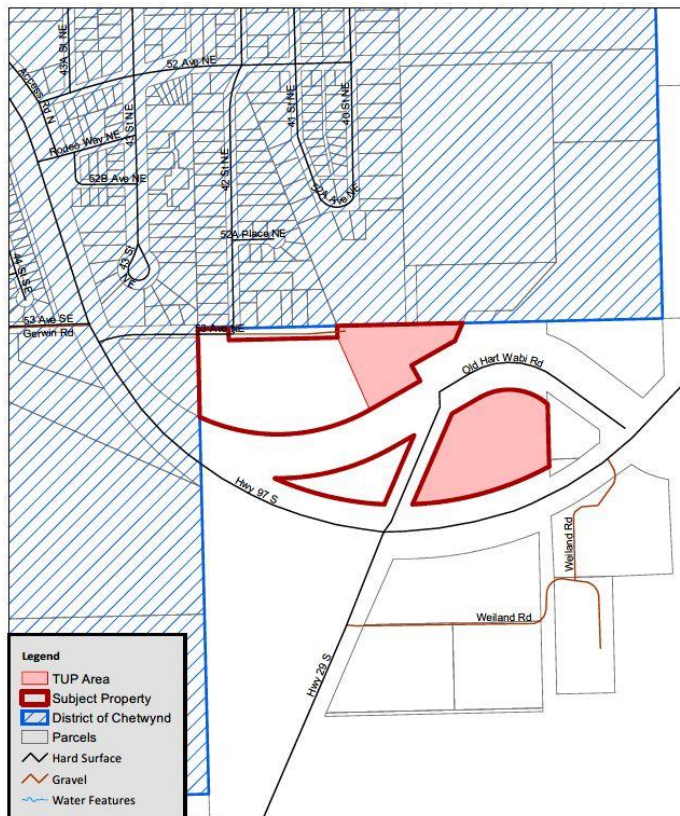 43A St NE
52 Ave NE
Access Rd N
43 St NE
41 St NE
40 St NE
Rodeo Way NE
42 St NE
52B Ave NE
52A Ave NE
52A Place NE
43 St
NE
44 St SE
53 Ave SE
Gerwin Rd
53 Ave NE
Old Hart Wabi Rd
Hwy 97 S
Weiland Rd
Weiland Rd
Hwy 29 S
Legend
TUP Area
Subject Property
District of Chetwynd
Parcels
Hard Surface
Gravel
Water Features